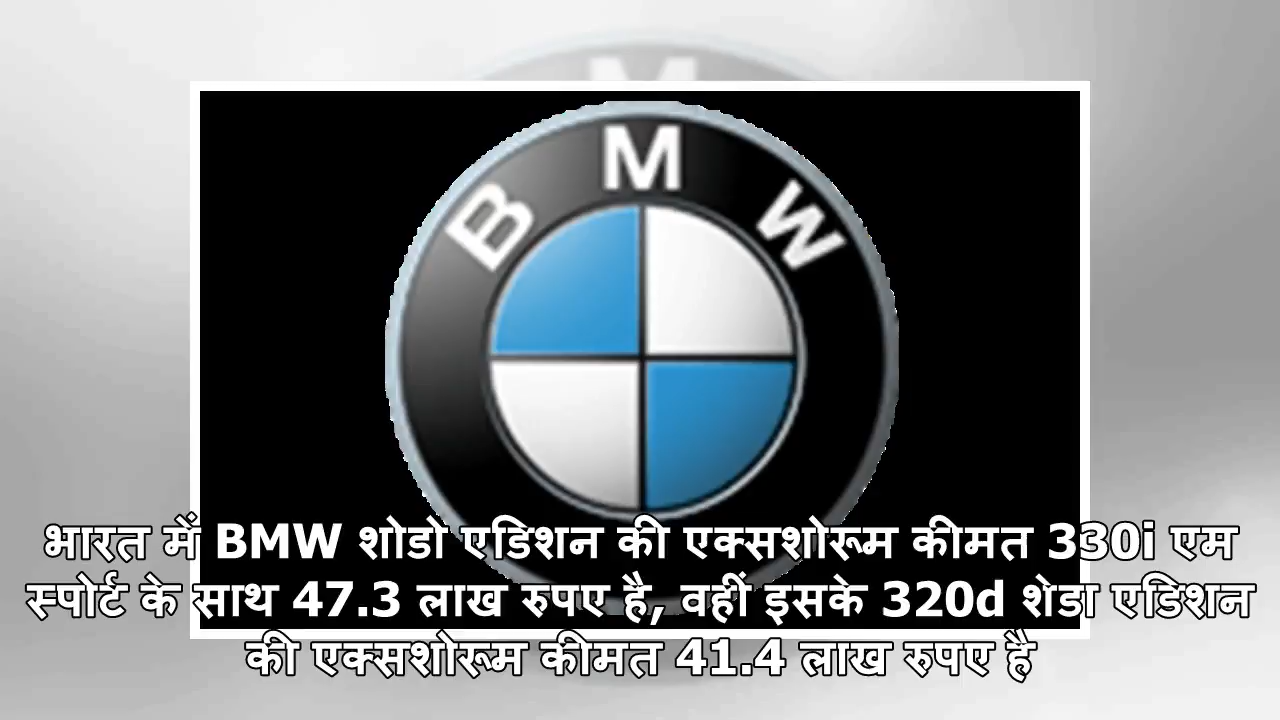 BMW
भारत में BMW शोडो एडिशन की एक्सशोरूम कीमत 330i एम
स्पोर्ट के साथ 47.3 लाख रुपए है, वहीं इसके 320d शेडो एडिशन
की एक्सशोरूम कीमत 41.4 लाख रुपए है